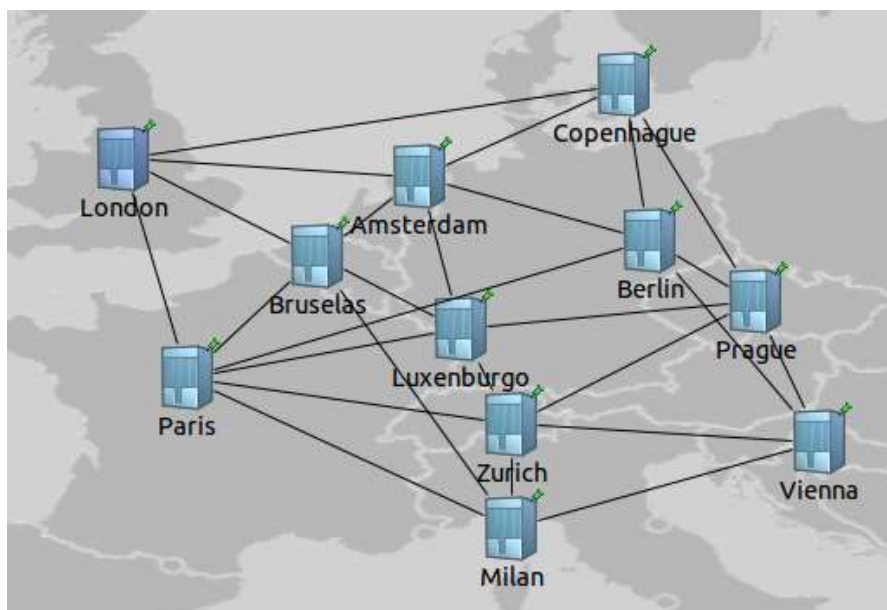 Copenhague
London
Amsterdam
Berlin
Bruselas
Prague
Luxenburgo
Paris
Zurich
Vienna
Milan